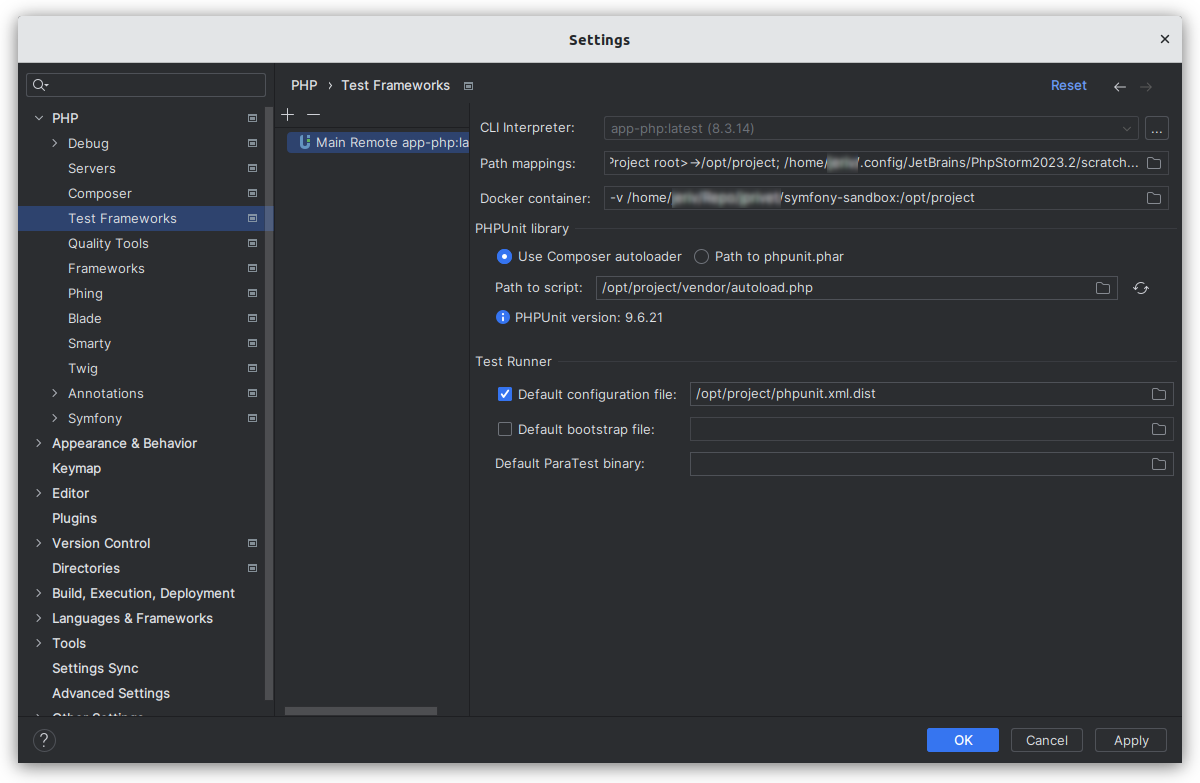 Settings
PHP
Debug
Servers
Composer
Test Frameworks
Quality Tools
Frameworks
Phing
Blade
Smarty
Twig
Annotations
Symfony
Appearance & Behavior
Keymap
Editor
Plugins
Version Control
Directories
Build, Execution, Deployment
Languages & Frameworks
Tools
Settings Sync
Advanced Settings
Other Settings
PHP › Test Frameworks
Reset
Main Remote app-php:la
CLI Interpreter: app-php:latest (8.3.14) ...
Path mappings: Project root>→/opt/project; /home/ /.config/JetBrains/PhpStorm2023.2/scratch...
Docker container: -v /home/ /symfony-sandbox:/opt/project
PHPUnit library
Use Composer autoloader Path to phpunit.phar
Path to script: /opt/project/vendor/autoload.php
PHPUnit version: 9.6.21
Test Runner
Default configuration file: /opt/project/phpunit.xml.dist
Default bootstrap file:
Default ParaTest binary:
?
OK Cancel Apply